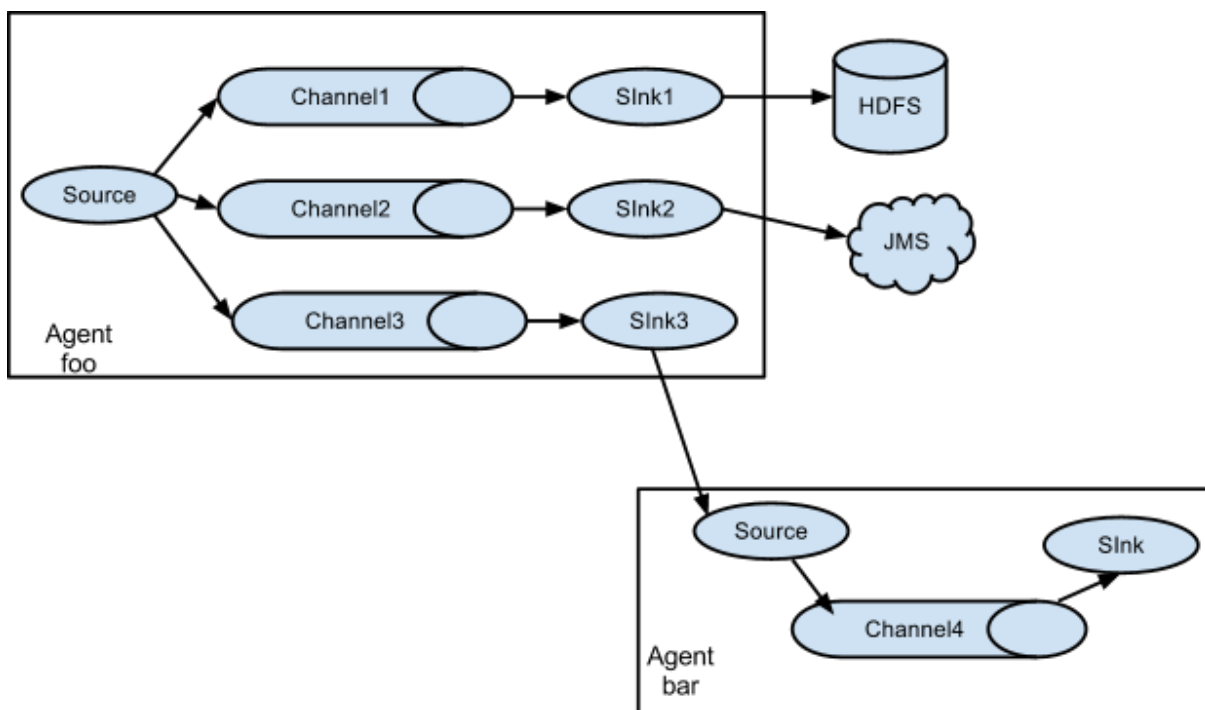 Channel1
SInk1
HDFS
Source
Channel2
SInk2
JMS
Channel3
SInk3
Agent
foo
Source
SInk
Channel4
Agent
bar